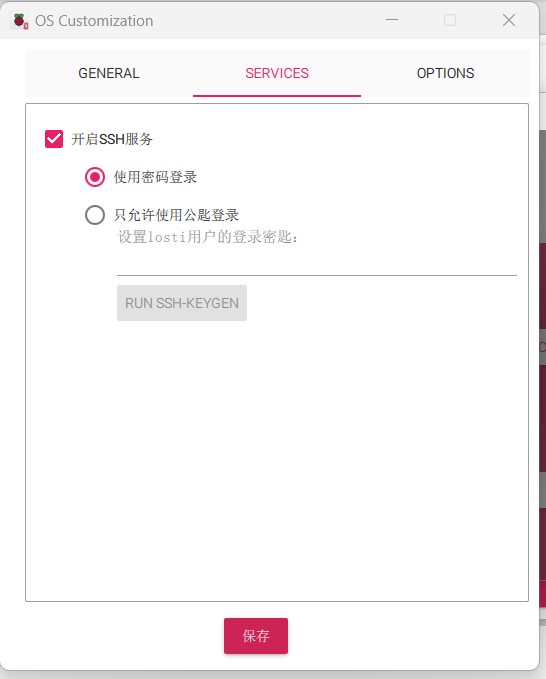 OS Customization
GENERAL
SERVICES
OPTIONS
开启SSH服务
使用密码登录
只允许使用公匙登录
设置losti用户的登录密匙：
RUN SSH-KEYGEN
保存